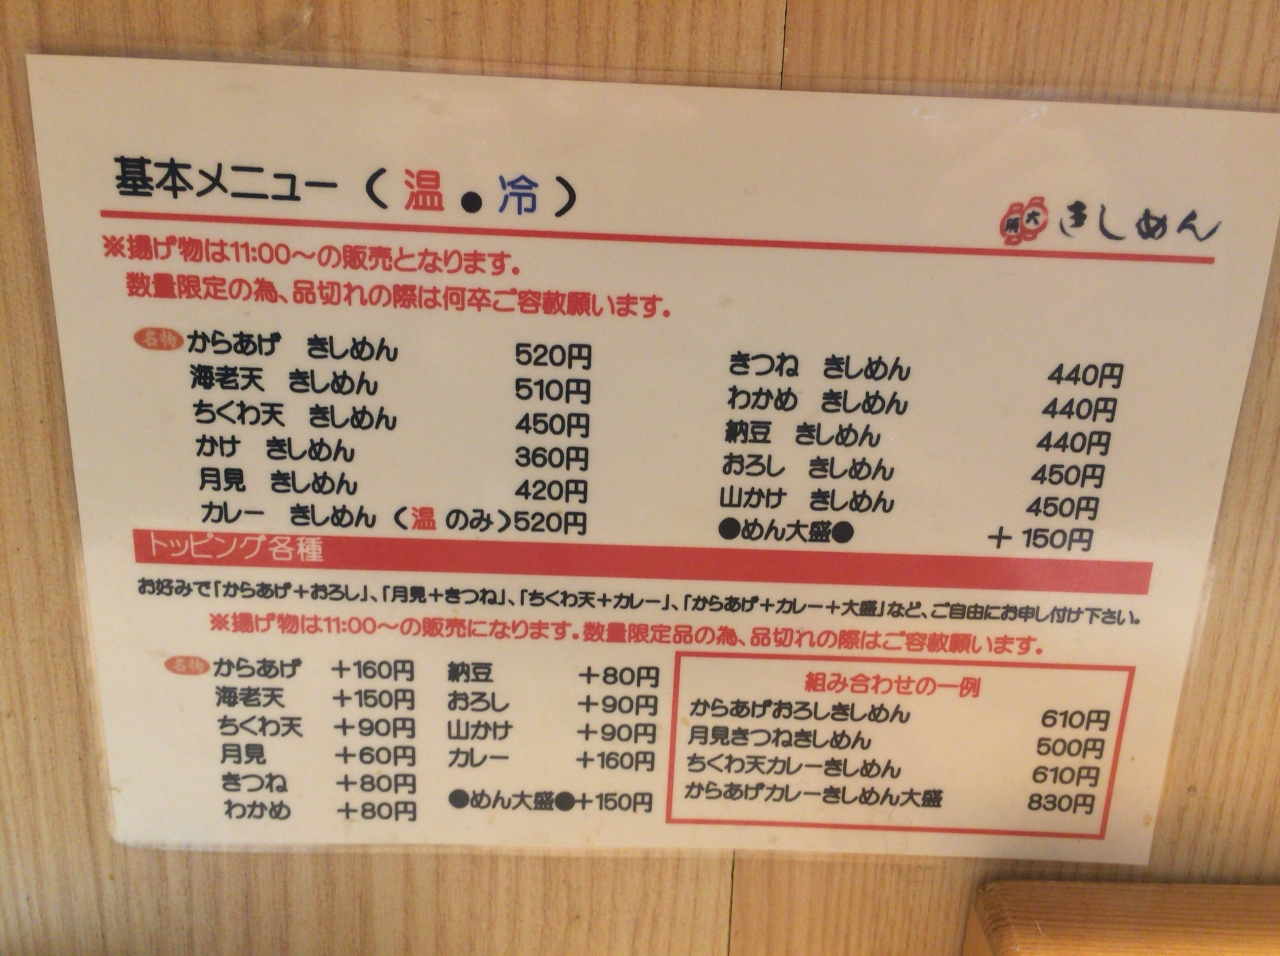 基本メニュー（温・冷）
きしめん
※揚げ物は11:00～の販売となります。
数量限定の為、品切れの際は何卒ご容赦願います。
名物 からあげ きしめん 520円
海老天 きしめん 510円
ちくわ天 きしめん 450円
かけ きしめん 360円
月見 きしめん 420円
カレー きしめん（温のみ）520円
きつね きしめん 440円
わかめ きしめん 440円
納豆 きしめん 440円
おろし きしめん 450円
山かけ きしめん 450円
●めん大盛● ＋150円
トッピング各種
お好みで「からあげ＋おろし」、「月見＋きつね」、「ちくわ天＋カレー」、「からあげ＋カレー＋大盛」など、ご自由にお申し付け下さい。
※揚げ物は11:00～の販売になります。数量限定品の為、品切れの際はご容赦願います。
名物 からあげ ＋160円
海老天 ＋150円
ちくわ天 ＋90円
月見 ＋60円
きつね ＋80円
わかめ ＋80円
納豆 ＋80円
おろし ＋90円
山かけ ＋90円
カレー ＋160円
●めん大盛●＋150円
組み合わせの一例
からあげおろしきしめん 610円
月見きつねきしめん 500円
ちくわ天カレーきしめん 610円
からあげカレーきしめん大盛 830円